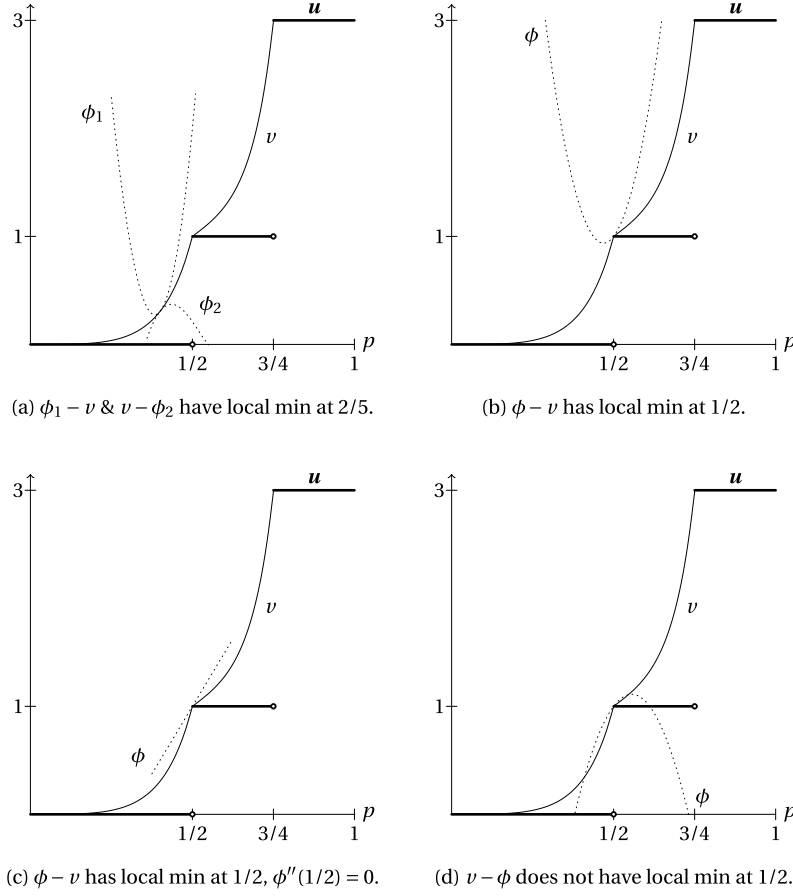 3
u
ϕ1
v
1
ϕ2
p
1/2 3/4 1
(a) ϕ1 − v & v − ϕ2 have local min at 2/5.
3
u
ϕ
v
1
p
1/2 3/4 1
(b) ϕ − v has local min at 1/2.
3
u
v
1
ϕ
p
1/2 3/4 1
(c) ϕ − v has local min at 1/2, ϕ′′(1/2) = 0.
3
u
v
1
ϕ
p
1/2 3/4 1
(d) v − ϕ does not have local min at 1/2.